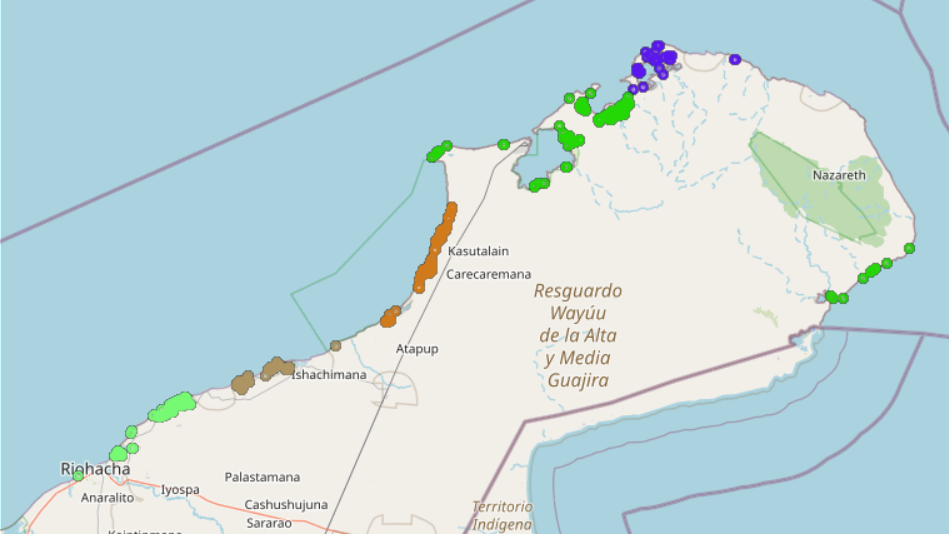 Nazareth
Kasutalain
Carecaremana
Resguardo
Wayúu
de la Alta
y Media
Guajira
Atapup
Ishachimana
Riohacha
Palastamana
Iyospa
Anaralito
Cashushujuna
Territorio
Indígena
Sararao